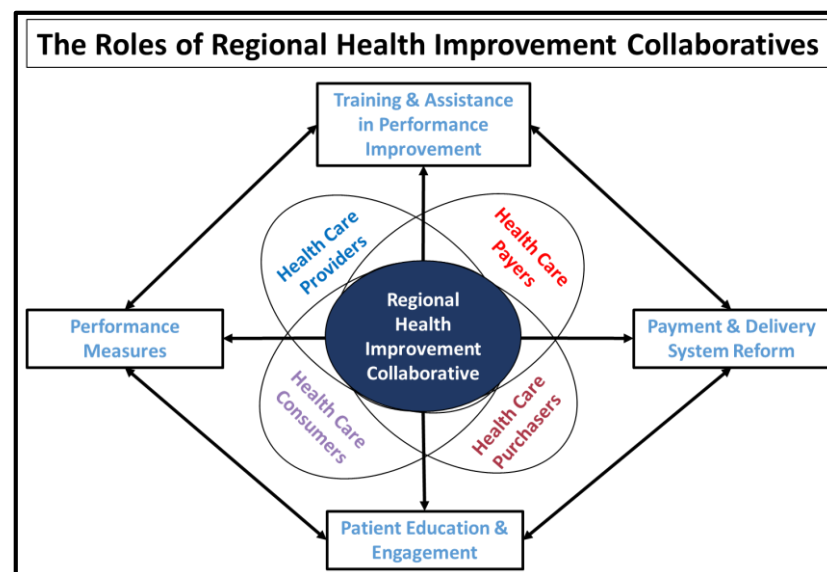 The Roles of Regional Health Improvement Collaboratives
Training & Assistance
in Performance
Improvement
Health Care
Providers
Health Care
Payers
Regional
Health
Improvement
Collaborative
Performance
Measures
Payment & Delivery
System Reform
Health Care
Consumers
Health Care
Purchasers
Patient Education &
Engagement